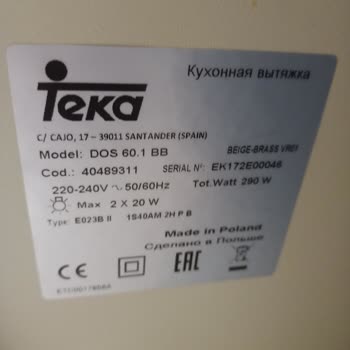 Кухонная вытяжка
Teka
C/ CAJO, 17 – 39011 SANTANDER (SPAIN)
Model: DOS 60.1 BB BEIGE-BRASS VREI
Cod.: 40489311 SERIAL N°: EK172E00046
220-240V ~ 50/60Hz Tot.Watt 290 W
Max 2 X 20 W
Type: E023B II 1S40AM 2H P B
Made in Poland
Сделано в Польше
CE EAC